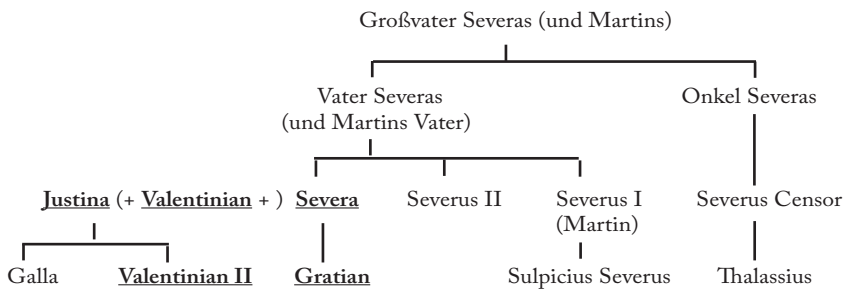 Großvater Severas (und Martins)
Vater Severas
(und Martins Vater)
Onkel Severas
Justina (+ Valentinian + ) Severa
Severus II
Severus I
(Martin)
Severus Censor
Galla
Valentinian II
Gratian
Sulpicius Severus
Thalassius